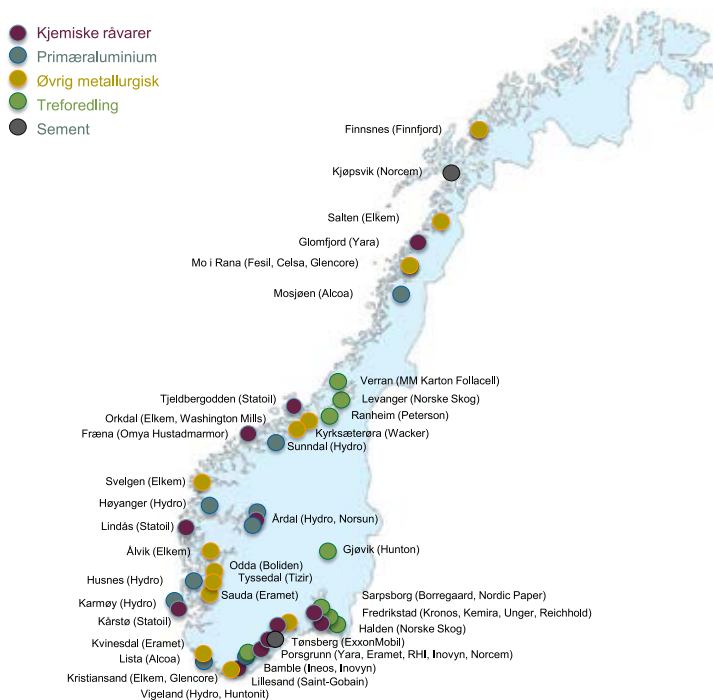 Kjemiske råvarer
Primæraluminium
Øvrig metallurgisk
Treforedling
Sement
Finnsnes (Finnfjord)
Kjøpsvik (Norcem)
Salten (Elkem)
Glomfjord (Yara)
Mo i Rana (Fesil, Celsa, Glencore)
Mosjøen (Alcoa)
Verran (MM Karton Follacell)
Tjeldbergodden (Statoil)
Levanger (Norske Skog)
Orkdal (Elkem, Washington Mills)
Ranheim (Peterson)
Fræna (Omya Hustadmarmor)
Kyrksæterøra (Wacker)
Sunndal (Hydro)
Svelgen (Elkem)
Høyanger (Hydro)
Årdal (Hydro, Norsun)
Lindås (Statoil)
Ålvik (Elkem)
Gjøvik (Hunton)
Odda (Boliden)
Husnes (Hydro)
Tyssedal (Tizir)
Sauda (Eramet)
Karmøy (Hydro)
Kårstø (Statoil)
Sarpsborg (Borregaard, Nordic Paper)
Fredrikstad (Kronos, Kemira, Unger, Reichhold)
Halden (Norske Skog)
Kvinesdal (Eramet)
Tønsberg (ExxonMobil)
Lista (Alcoa)
Porsgrunn (Yara, Eramet, RHI, Inovyn, Norcem)
Bamble (Ineos, Inovyn)
Kristiansand (Elkem, Glencore)
Lillesand (Saint-Gobain)
Vigeland (Hydro, Huntonit)